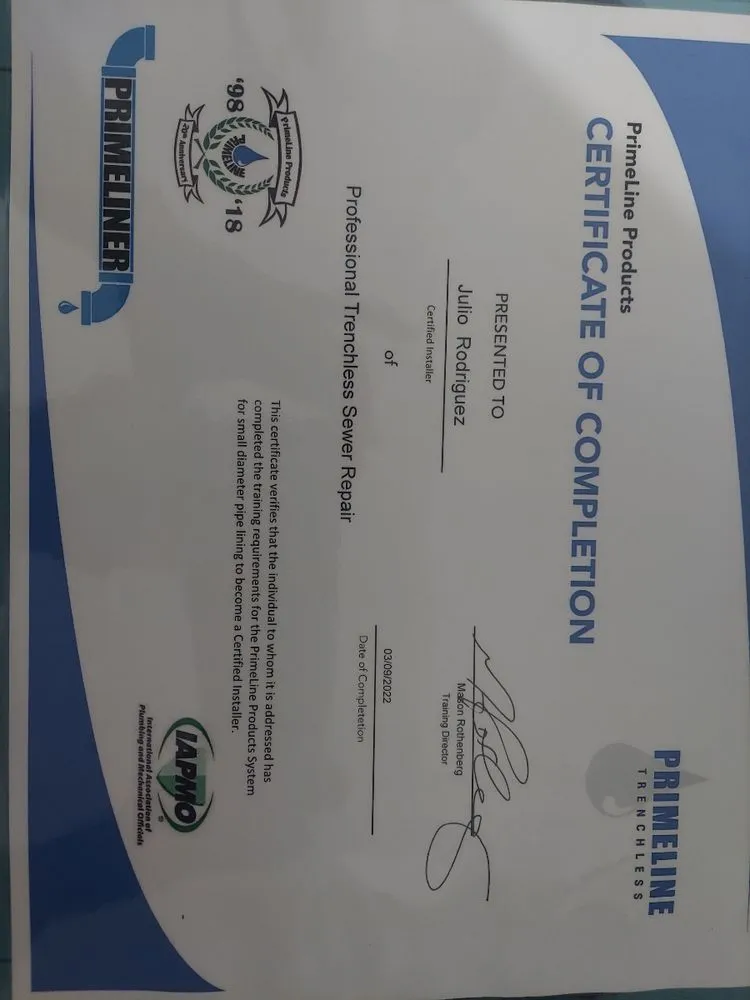 PrimeLine Products
CERTIFICATE OF COMPLETION
PRIMELINE
TRENCHLESS
PRESENTED TO
Julio Rodriguez
Certified Installer
Mason Rothenberg
Training Director
of
03/09/2022
Date of Completetion
Professional Trenchless Sewer Repair
This certificate verifies that the individual to whom it is addressed has
completed the training requirements for the PrimeLine Products System
for small diameter pipe lining to become a Certified Installer.
PrimeLine Products
'98 PRIMELINE '18
20th Anniversary
PRIMELINER
IAPMO®
International Association of
Plumbing and Mechanical Officials